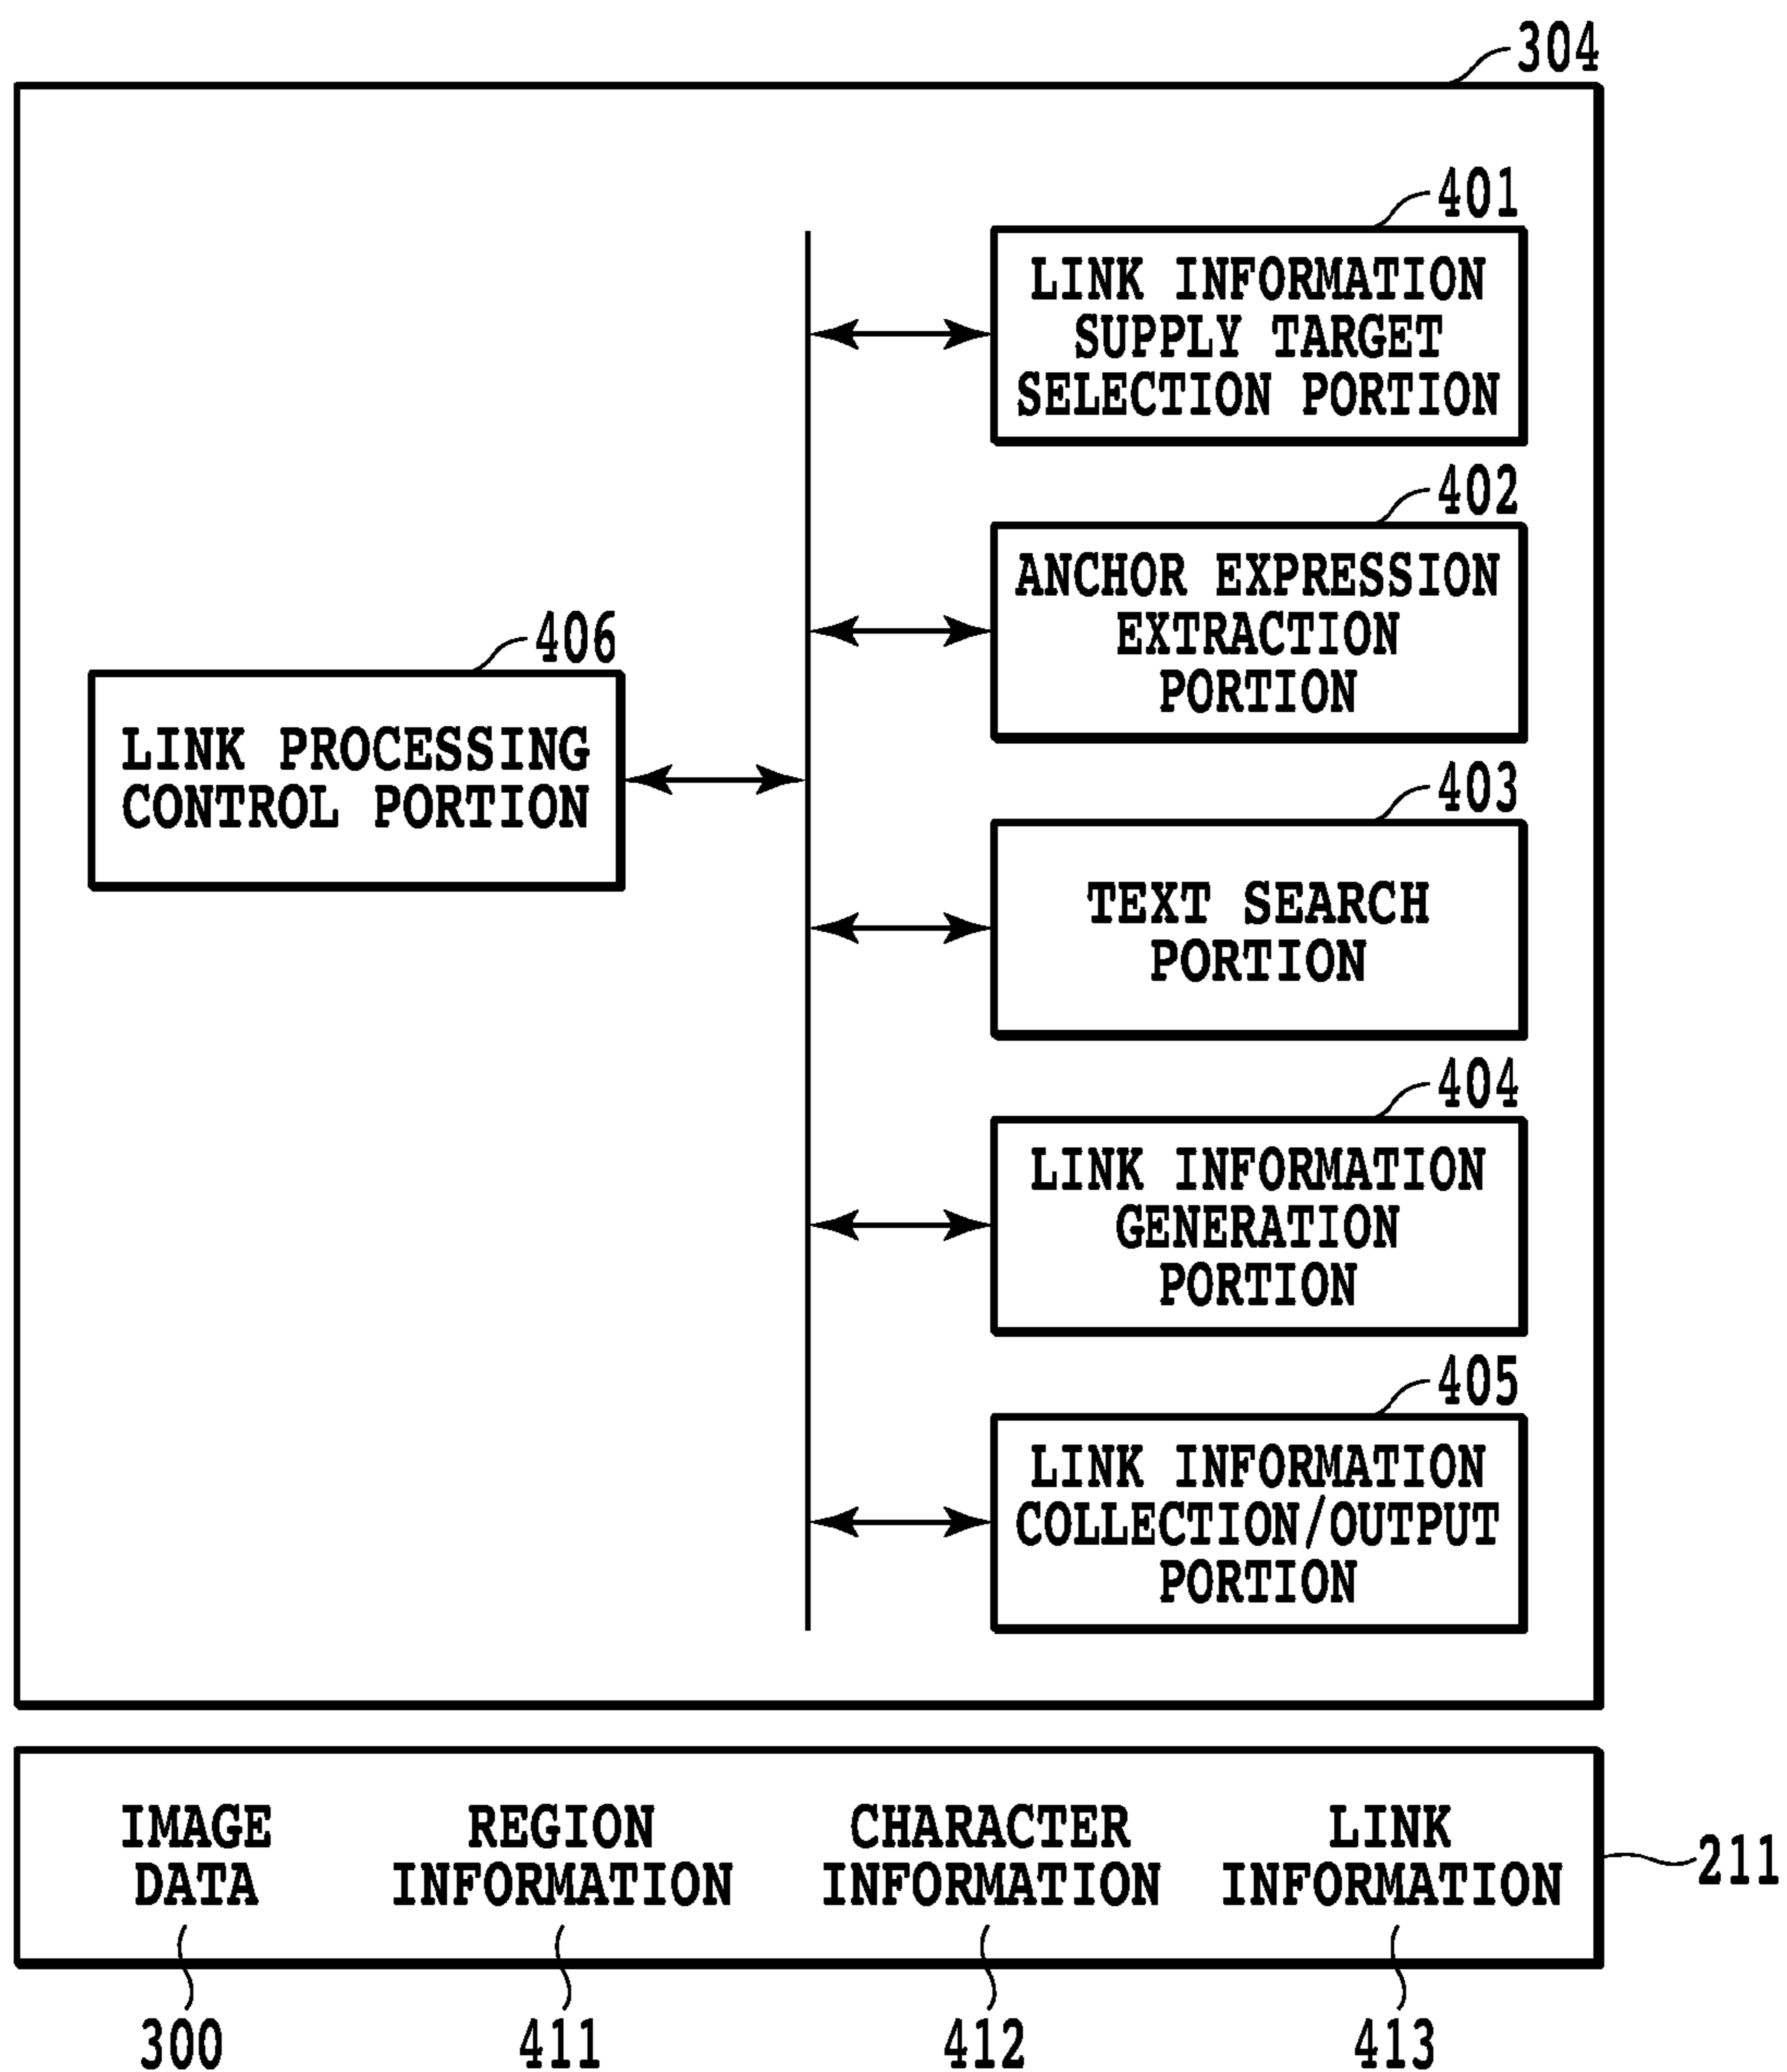 304
401
LINK INFORMATION
SUPPLY TARGET
SELECTION PORTION
402
ANCHOR EXPRESSION
EXTRACTION
PORTION
406
LINK PROCESSING
CONTROL PORTION
403
TEXT SEARCH
PORTION
404
LINK INFORMATION
GENERATION
PORTION
405
LINK INFORMATION
COLLECTION/OUTPUT
PORTION
IMAGE
DATA
REGION
INFORMATION
CHARACTER
INFORMATION
LINK
INFORMATION
211
300
411
412
413